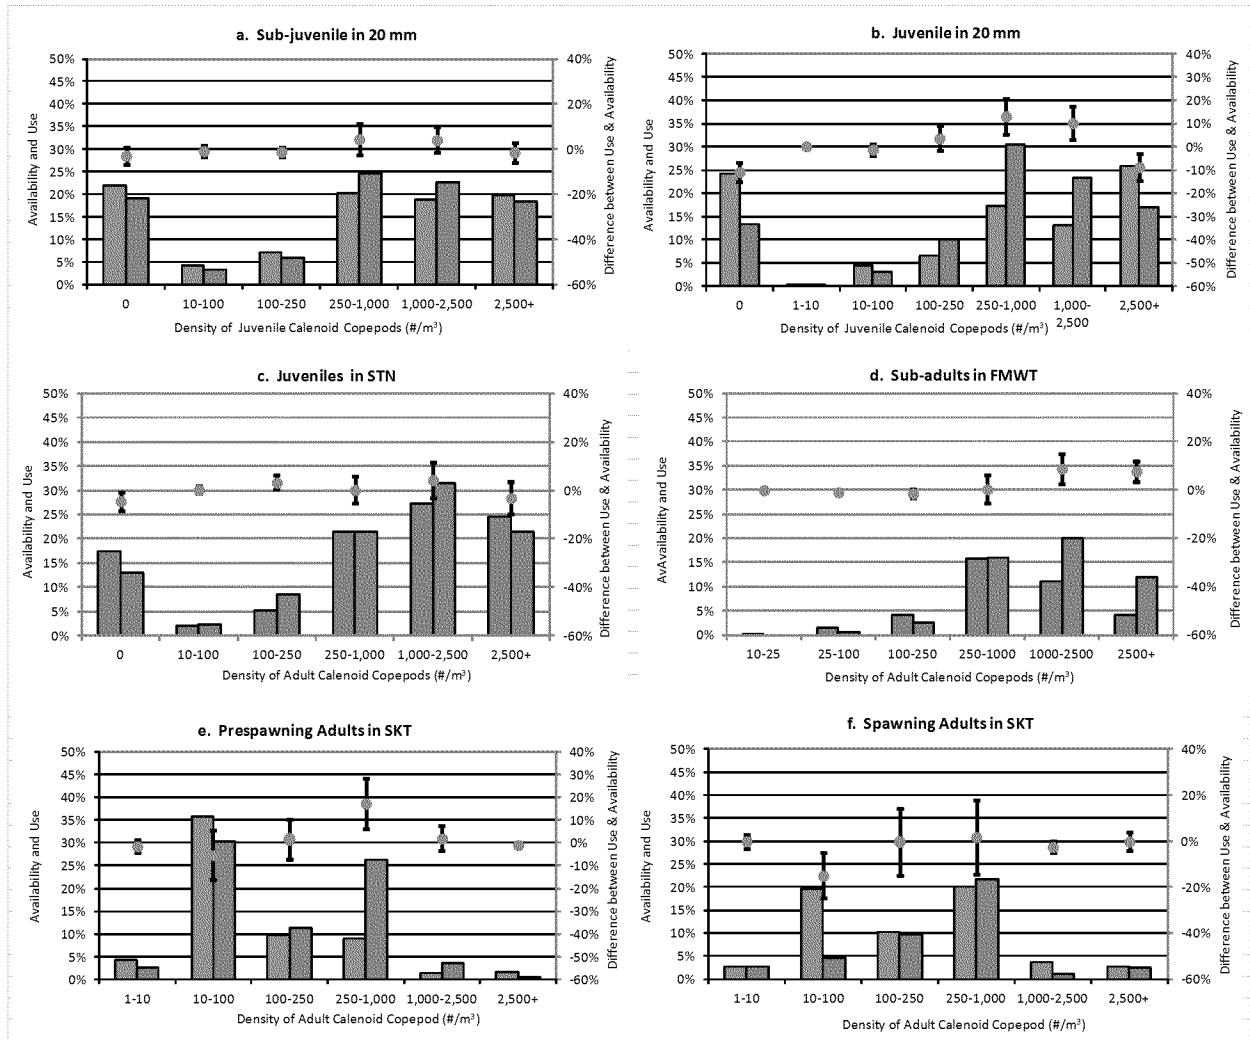 a. Sub-juvenile in 20 mm
50% 45% 40% 35% 30% 25% 20% 15% 10% 5% 0%
Availability and Use
40% 20% 0% -20% -40% -60%
Difference between Use & Availability
0 10-100 100-250 250-1,000 1,000-2,500 2,500+
Density of Juvenile Calenoid Copepods (#/m³)
b. Juvenile in 20 mm
50% 45% 40% 35% 30% 25% 20% 15% 10% 5% 0%
Availability and Use
40% 30% 20% 10% 0% -10% -20% -30% -40% -50% -60%
Difference between Use & Availability
0 1-10 10-100 100-250 250-1,000 1,000- 2,500+
2,500
Density of Juvenile Calenoid Copepods (#/m³)
c. Juveniles in STN
50% 45% 40% 35% 30% 25% 20% 15% 10% 5% 0%
Availability and Use
40% 20% 0% -20% -40% -60%
Difference between Use & Availability
0 10-100 100-250 250-1,000 1,000-2,500 2,500+
Density of Adult Calenoid Copepods (#/m³)
d. Sub-adults in FMWT
50% 45% 40% 35% 30% 25% 20% 15% 10% 5% 0%
AvAvailability and Use
40% 20% 0% -20% -40% -60%
Difference between Use & Availability
10-25 25-100 100-250 250-1000 1000-2500 2500+
Density of Adult Calenoid Copepods (#/m³)
e. Prespawning Adults in SKT
50% 45% 40% 35% 30% 25% 20% 15% 10% 5% 0%
Availability and Use
40% 30% 20% 10% 0% -10% -20% -30% -40% -50% -60%
Difference between Use & Availability
1-10 10-100 100-250 250-1,000 1,000-2,500 2,500+
Density of Adult Calenoid Copepod (#/m³)
f. Spawning Adults in SKT
50% 45% 40% 35% 30% 25% 20% 15% 10% 5% 0%
Availability and Use
40% 20% 0% -20% -40% -60%
Difference between Use & Availability
1-10 10-100 100-250 250-1,000 1,000-2,500 2,500+
Density of Adult Calenoid Copepod (#/m³)